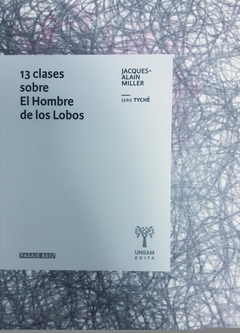 13 clases
sobre
El Hombre
de los Lobos
JACQUES-
ALAIN
MILLER
SERIE TYCHÉ
PASAJE 865
UNSAM
EDITA